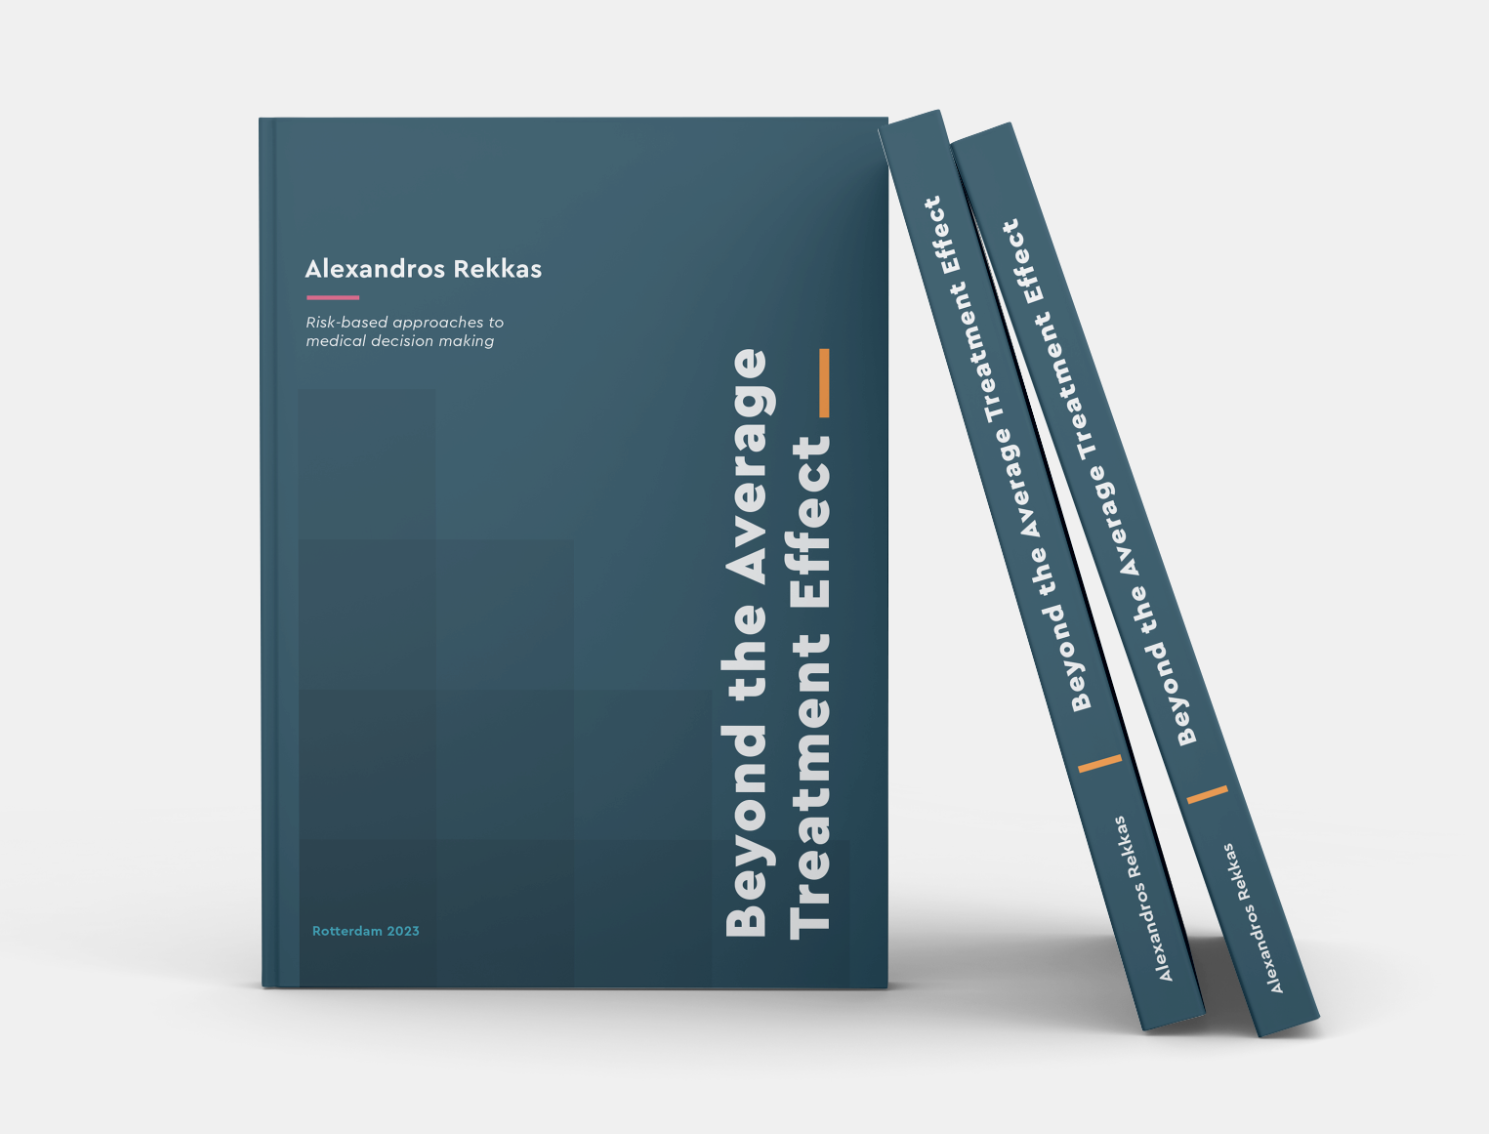 Alexandros Rekkas
Risk-based approaches to
medical decision making
Beyond the Average
Treatment Effect
Rotterdam 2023
Beyond the Average Treatment Effect
Alexandros Rekkas
Beyond the Average Treatment Effect
Alexandros Rekkas